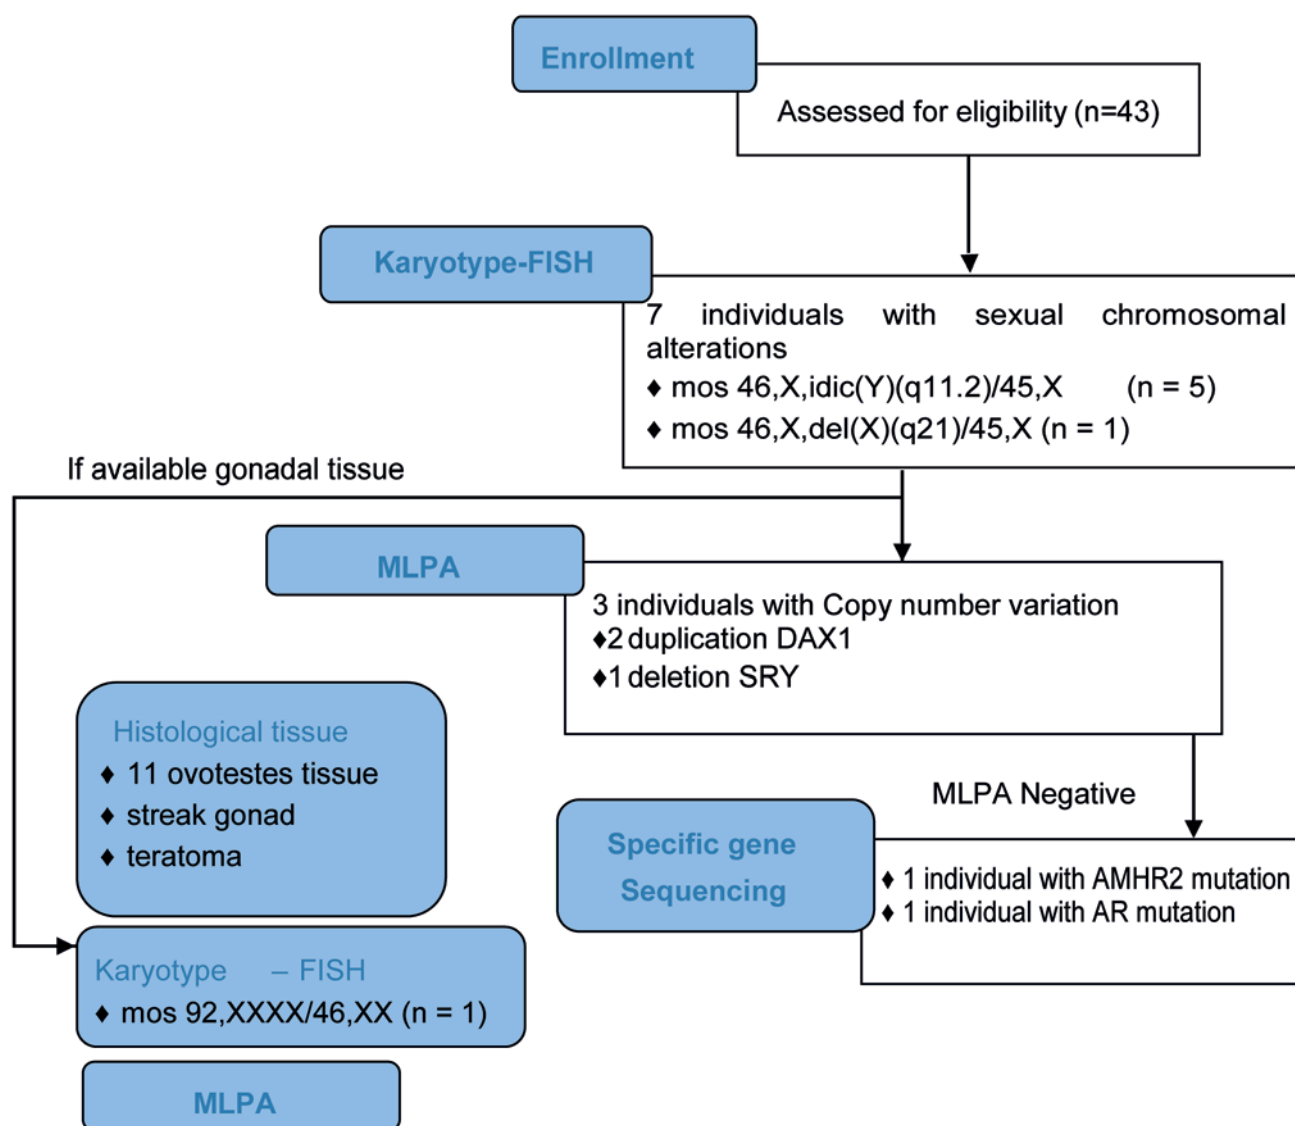 Enrollment
Assessed for eligibility (n=43)
Karyotype-FISH
7 individuals with sexual chromosomal
alterations
♦ mos 46,X,idic(Y)(q11.2)/45,X (n = 5)
♦ mos 46,X,del(X)(q21)/45,X (n = 1)
If available gonadal tissue
MLPA
3 individuals with Copy number variation
♦2 duplication DAX1
♦1 deletion SRY
Histological tissue
♦ 11 ovotestes tissue
♦ streak gonad
♦ teratoma
MLPA Negative
Specific gene
Sequencing
♦ 1 individual with AMHR2 mutation
♦ 1 individual with AR mutation
Karyotype – FISH
♦ mos 92,XXXX/46,XX (n = 1)
MLPA